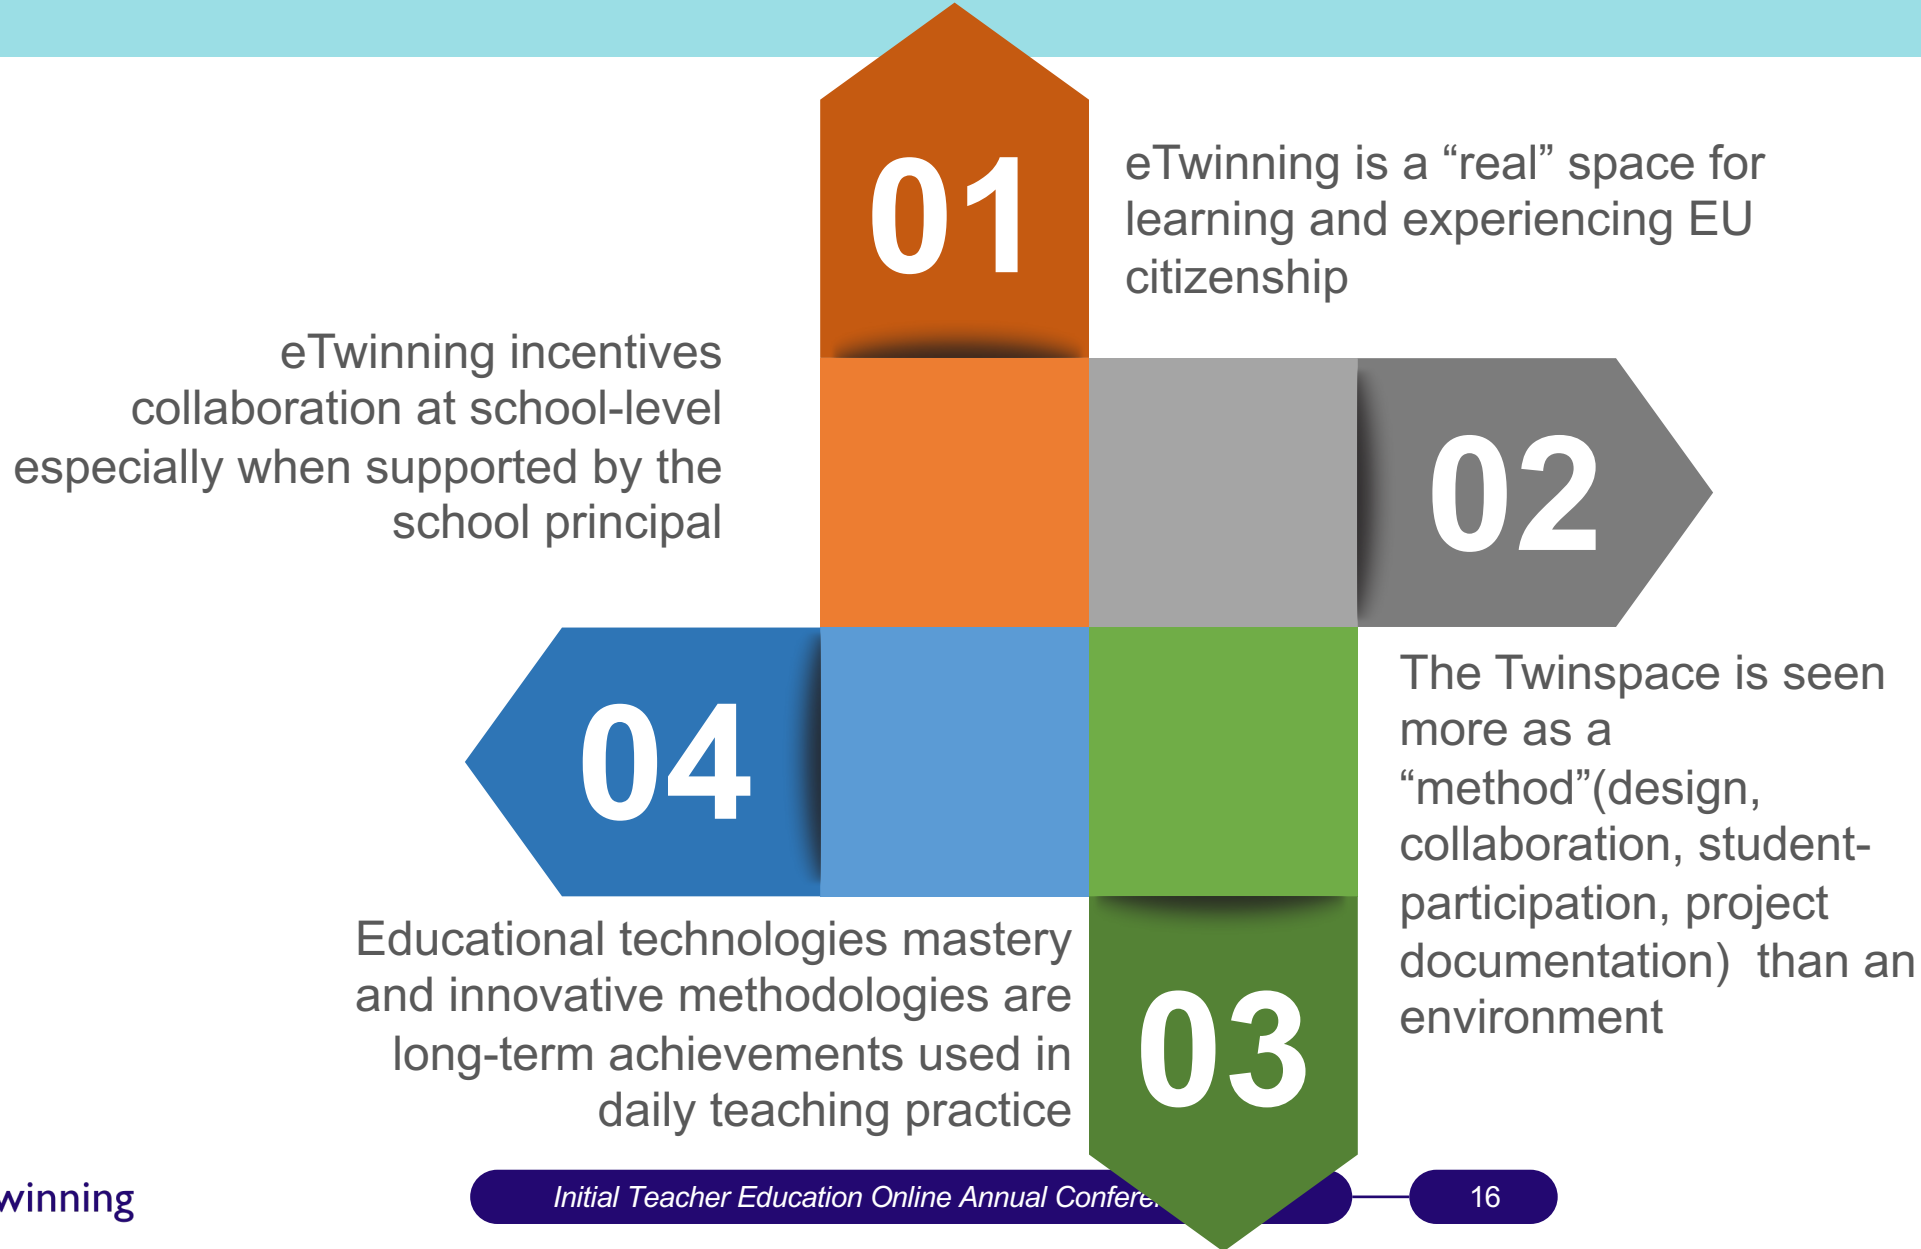 01
eTwinning is a “real” space for
learning and experiencing EU
citizenship
eTwinning incentives
collaboration at school-level
especially when supported by the
school principal
02
The Twinspace is seen
more as a
“method”(design,
collaboration, student-
participation, project
documentation)  than an
environment
04
Educational technologies mastery
and innovative methodologies are
long-term achievements used in
daily teaching practice
03
winning
Initial Teacher Education Online Annual
16